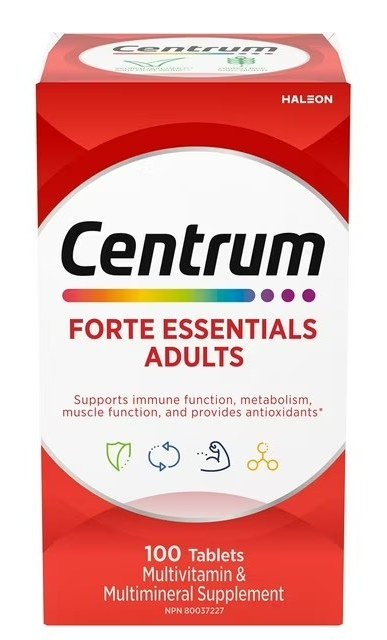 Centrum
HALEON
Centrum
FORTE ESSENTIALS
ADULTS
Supports immune function, metabolism,
muscle function, and provides antioxidants*
100 Tablets
Multivitamin &
Multimineral Supplement
NPN 80037227